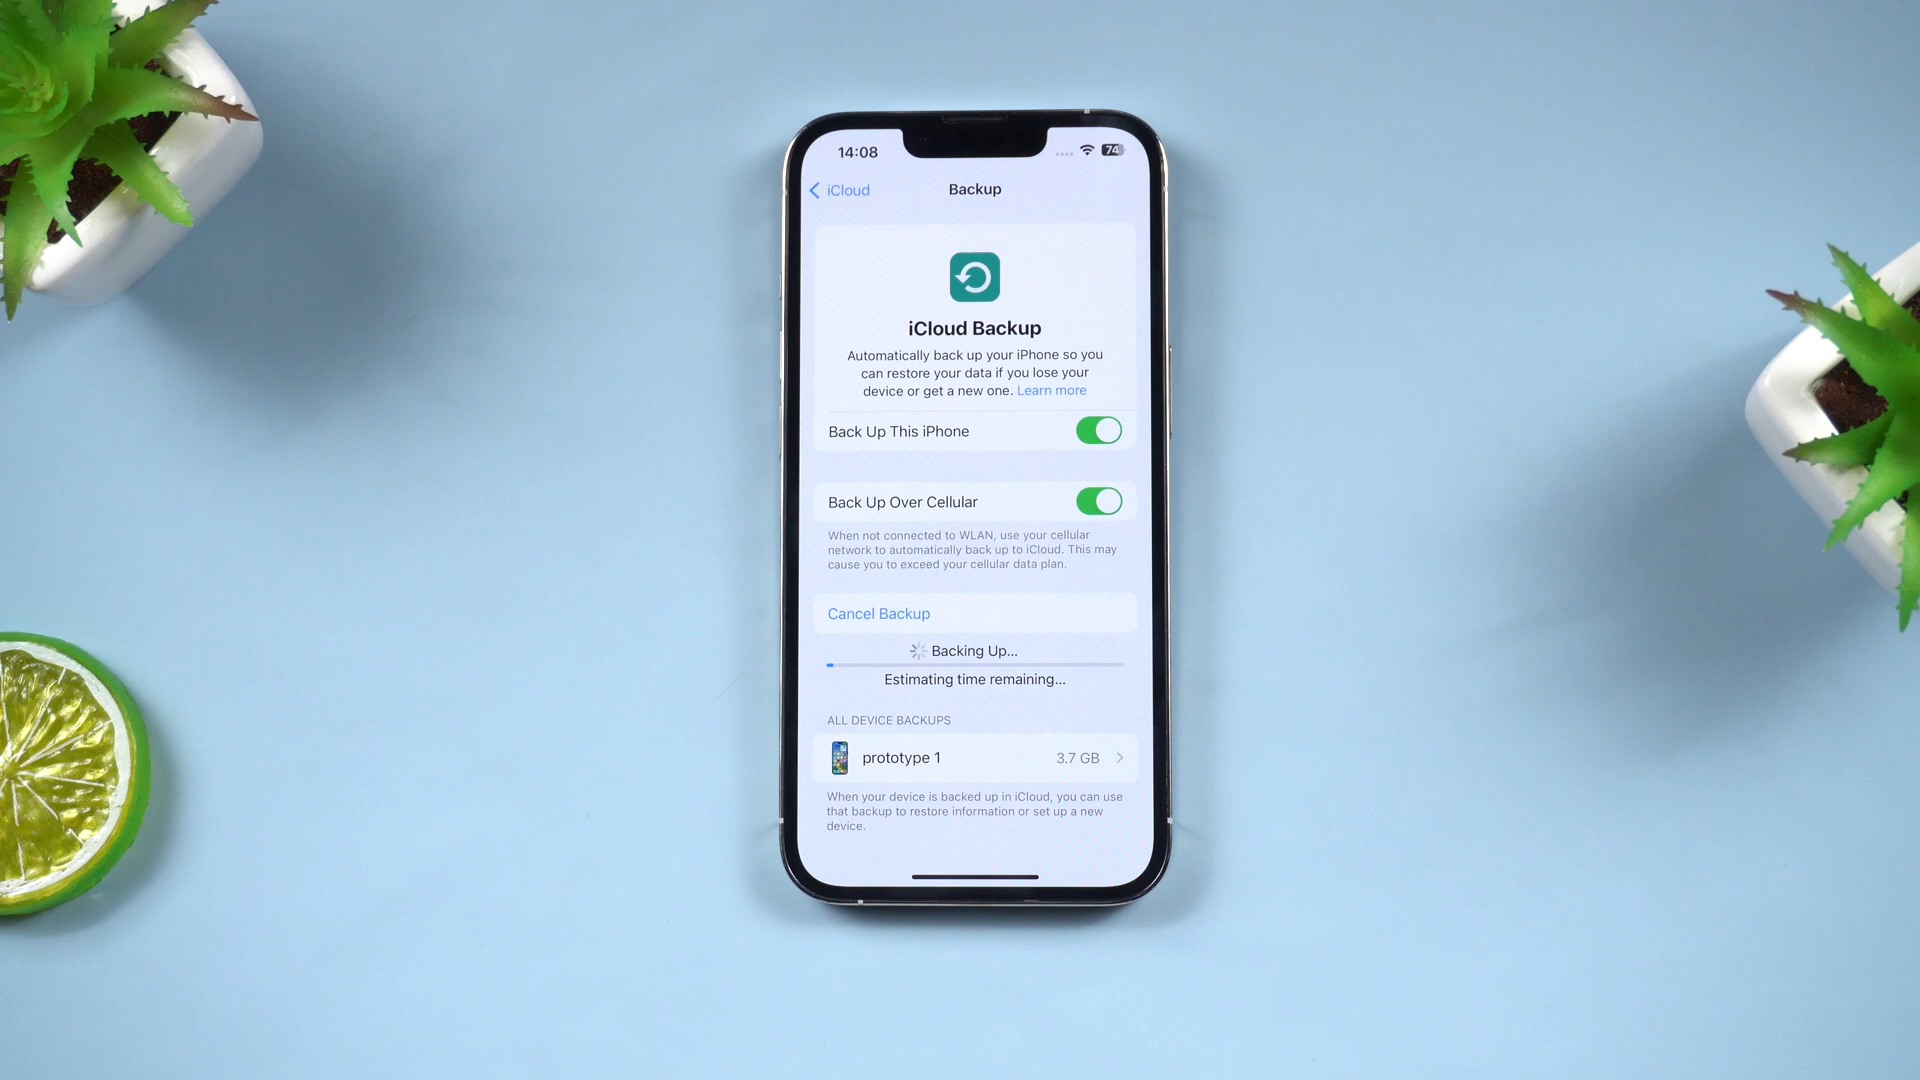 14:08
74
iCloud
Backup
iCloud Backup
Automatically back up your iPhone so you
can restore your data if you lose your
device or get a new one. Learn more
Back Up This iPhone
Back Up Over Cellular
When not connected to WLAN, use your cellular
network to automatically back up to iCloud. This may
cause you to exceed your cellular data plan.
Cancel Backup
Backing Up...
Estimating time remaining...
ALL DEVICE BACKUPS
prototype 1
3.7 GB
When your device is backed up in iCloud, you can use
that backup to restore information or set up a new
device.